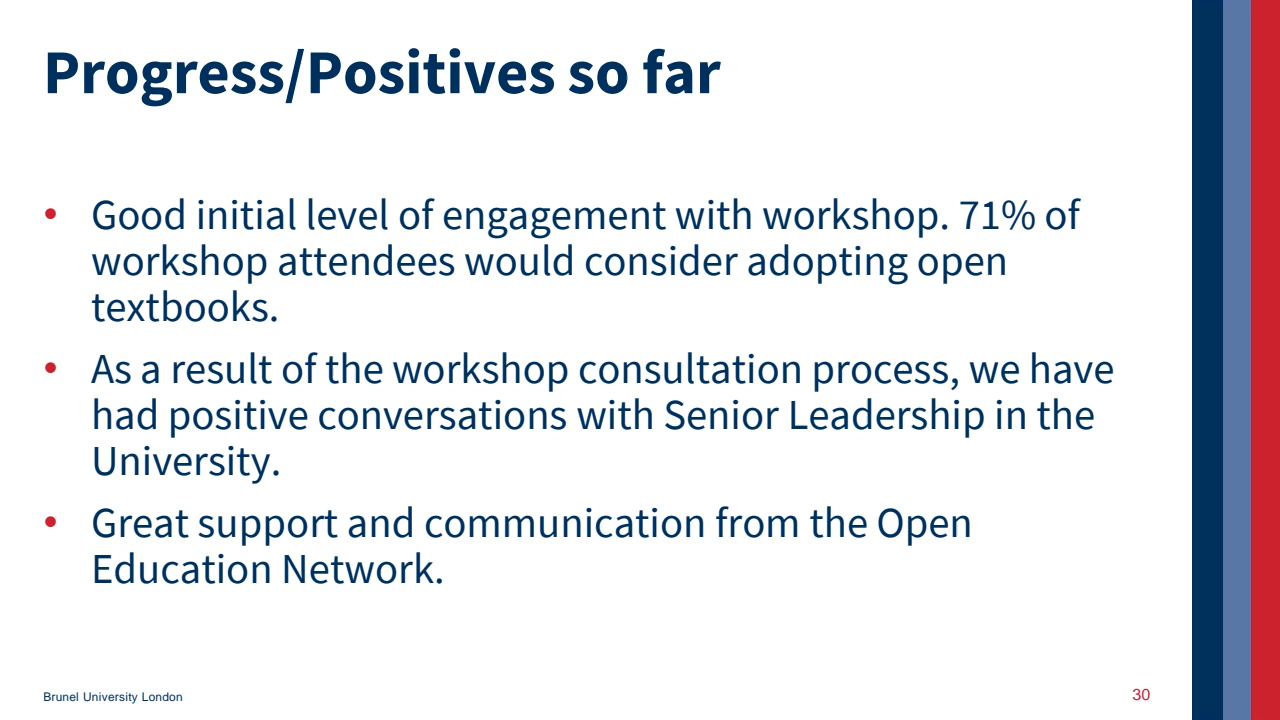 Progress/Positives so far
• Good initial level of engagement with workshop. 71% of
workshop attendees would consider adopting open
textbooks.
• As a result of the workshop consultation process, we have
had positive conversations with Senior Leadership in the
University.
• Great support and communication from the Open
Education Network.
Brunel University London
30